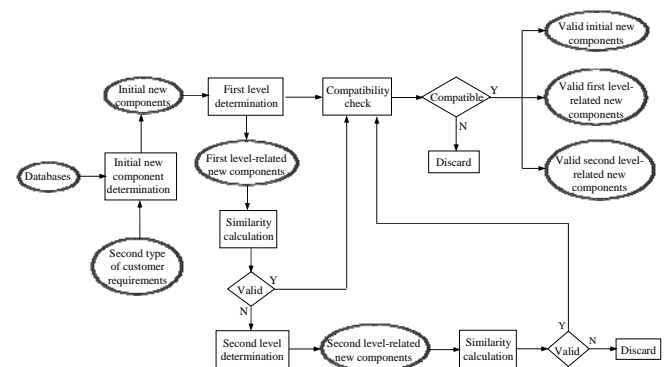 Valid initial new
components
Initial new
components
First level
determination
Compatibility
check
Compatible
Y
Valid first level-
related new
components
N
Discard
First level-related
new components
Initial new
component
determination
Databases
Valid second level-
related new
components
Similarity
calculation
Second type
of customer
requirements
Valid
Y
N
Second level
determination
Second level-related
new components
Similarity
calculation
Y
Valid
N
Discard